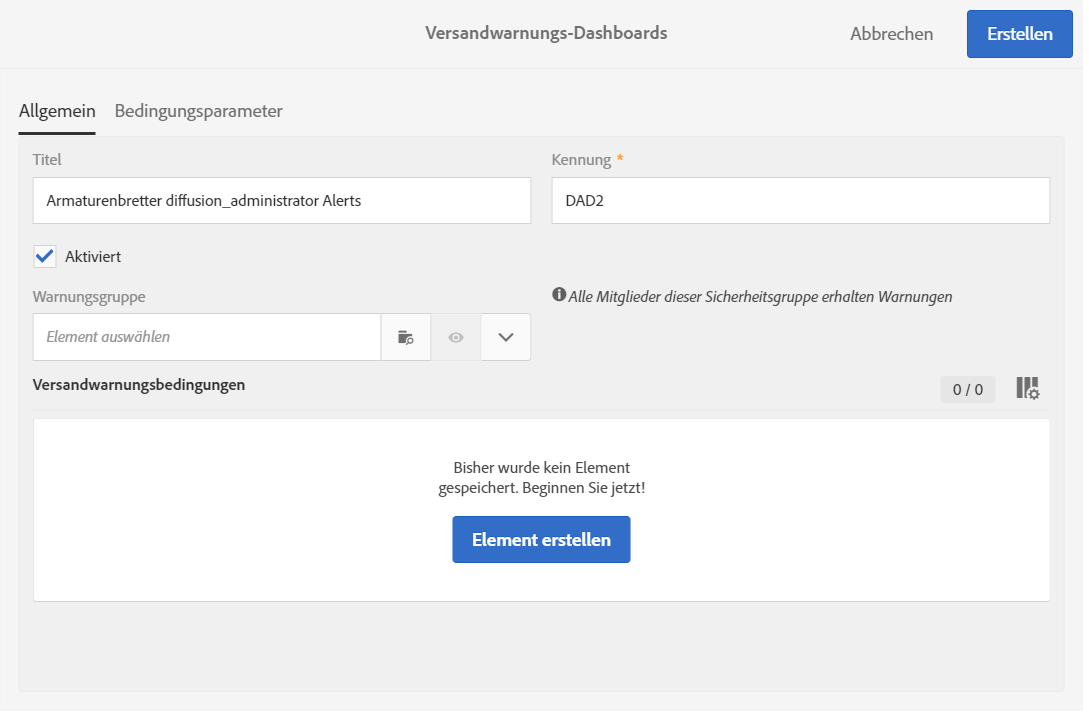 Versandwarnungs-Dashboards
Abbrechen
Erstellen
Allgemein
Bedingungsparameter
Titel
Kennung *
Armaturenbretter diffusion_administrator Alerts
DAD2
Aktiviert
Warnungsgruppe
Alle Mitglieder dieser Sicherheitsgruppe erhalten Warnungen
Element auswählen
Versandwarnungsbedingungen
0 / 0
Bisher wurde kein Element
gespeichert. Beginnen Sie jetzt!
Element erstellen